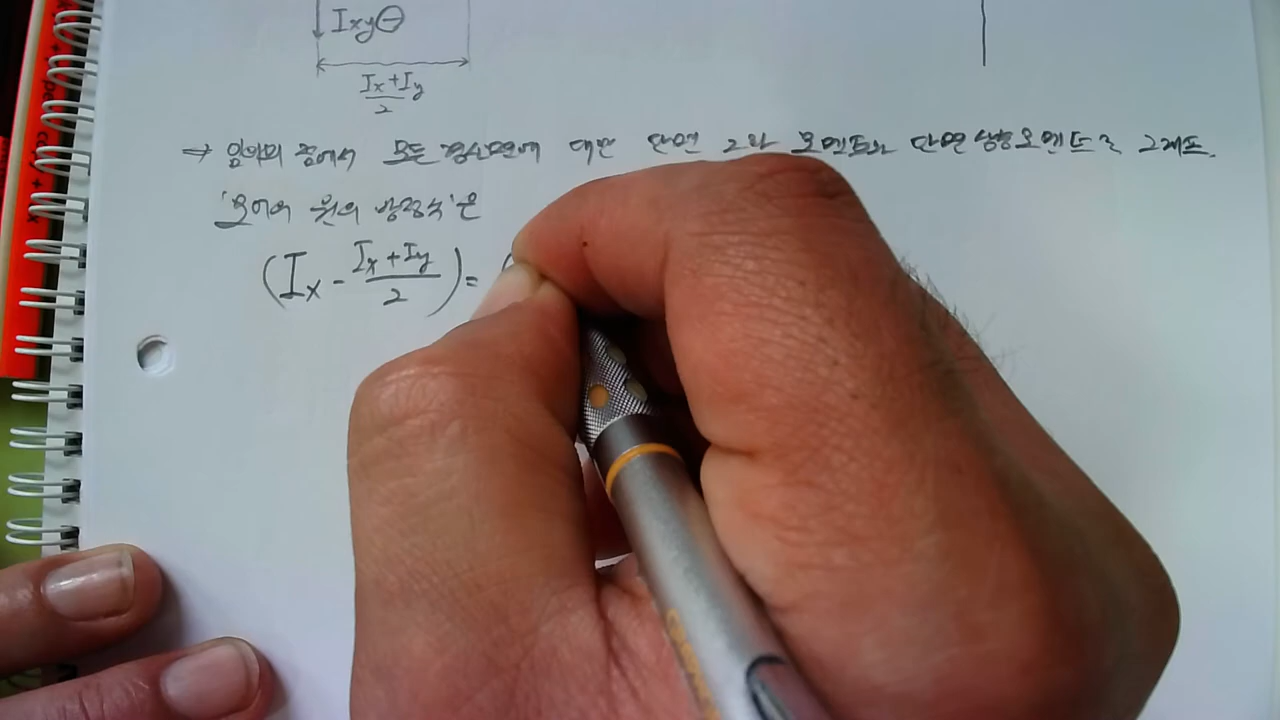 Ixy⊖
Ix+Iy
2
⇒ 임의의 점에서 모든 경사면에 대한 단면 2차 모멘트와 단면상승모멘트를 그래프.
'모어의 원의 방정식'은
(Ix - Ix+Iy/2) = (